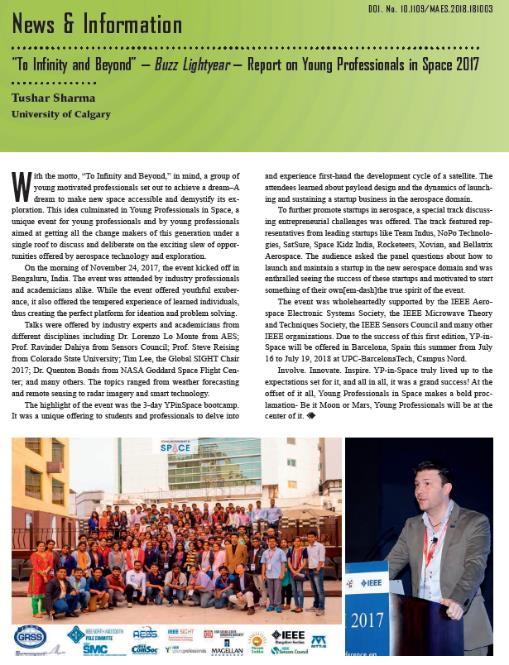 DOI. No. 10.1109/MAES.2018.181003
News & Information
"To Infinity and Beyond" – Buzz Lightyear – Report on Young Professionals in Space 2017
Tushar Sharma
University of Calgary
With the motto, "To Infinity and Beyond," in mind, a group of
young motivated professionals set out to achieve a dream–A
dream to make new space accessible and demystify its ex-
ploration. This idea culminated in Young Professionals in Space, a
unique event for young professionals and by young professionals
aimed at getting all the change makers of this generation under a
single roof to discuss and deliberate on the exciting slew of oppor-
tunities offered by aerospace technology and exploration.
On the morning of November 24, 2017, the event kicked off in
Bengaluru, India. The event was attended by industry professionals
and academicians alike. While the event offered youthful exuber-
ance, it also offered the tempered experience of learned individuals,
thus creating the perfect platform for ideation and problem solving.
Talks were offered by industry experts and academicians from
different disciplines including Dr. Lorenzo Lo Monte from AES;
Prof. Ravinder Dahiya from Sensors Council; Prof. Steve Reising
from Colorado State University; Tim Lee, the Global SIGHT Chair
2017; Dr. Quenton Bonds from NASA Goddard Space Flight Cen-
ter; and many others. The topics ranged from weather forecasting
and remote sensing to radar imagery and smart technology.
The highlight of the event was the 3-day YPinSpace bootcamp.
It was a unique offering to students and professionals to delve into
and experience first-hand the development cycle of a satellite. The
attendees learned about payload design and the dynamics of launch-
ing and sustaining a startup business in the aerospace domain.
To further promote startups in aerospace, a special track discuss-
ing entrepreneurial challenges was offered. The track featured rep-
resentatives from leading startups like Team Indus, NoPo Technolo-
gies, SatSure, Space Kidz India, Rocketeers, Xovian, and Bellatrix
Aerospace. The audience asked the panel questions about how to
launch and maintain a startup in the new aerospace domain and was
enthralled seeing the success of these startups and motivated to start
something of their own[em-dash]the true spirit of the event.
The event was wholeheartedly supported by the IEEE Aero-
space Electronic Systems Society, the IEEE Microwave Theory
and Techniques Society, the IEEE Sensors Council and many other
IEEE organizations. Due to the success of this first edition, YP-in-
Space will be offered in Barcelona, Spain this summer from July
16 to July 19, 2018 at UPC-BarcelonaTech, Campus Nord.
Involve. Innovate. Inspire. YP-in-Space truly lived up to the
expectations set for it, and all in all, it was a grand success! At the
offset of it all, Young Professionals in Space makes a bold proc-
lamation- Be it Moon or Mars, Young Professionals will be at the
center of it.
SPACE
IEEE
2017
GRSS
AESS
IEEE SIGHT
IEEE
SMC
ComSoc
young professionals
MAGELLAN
Sensors Council
MTT-S